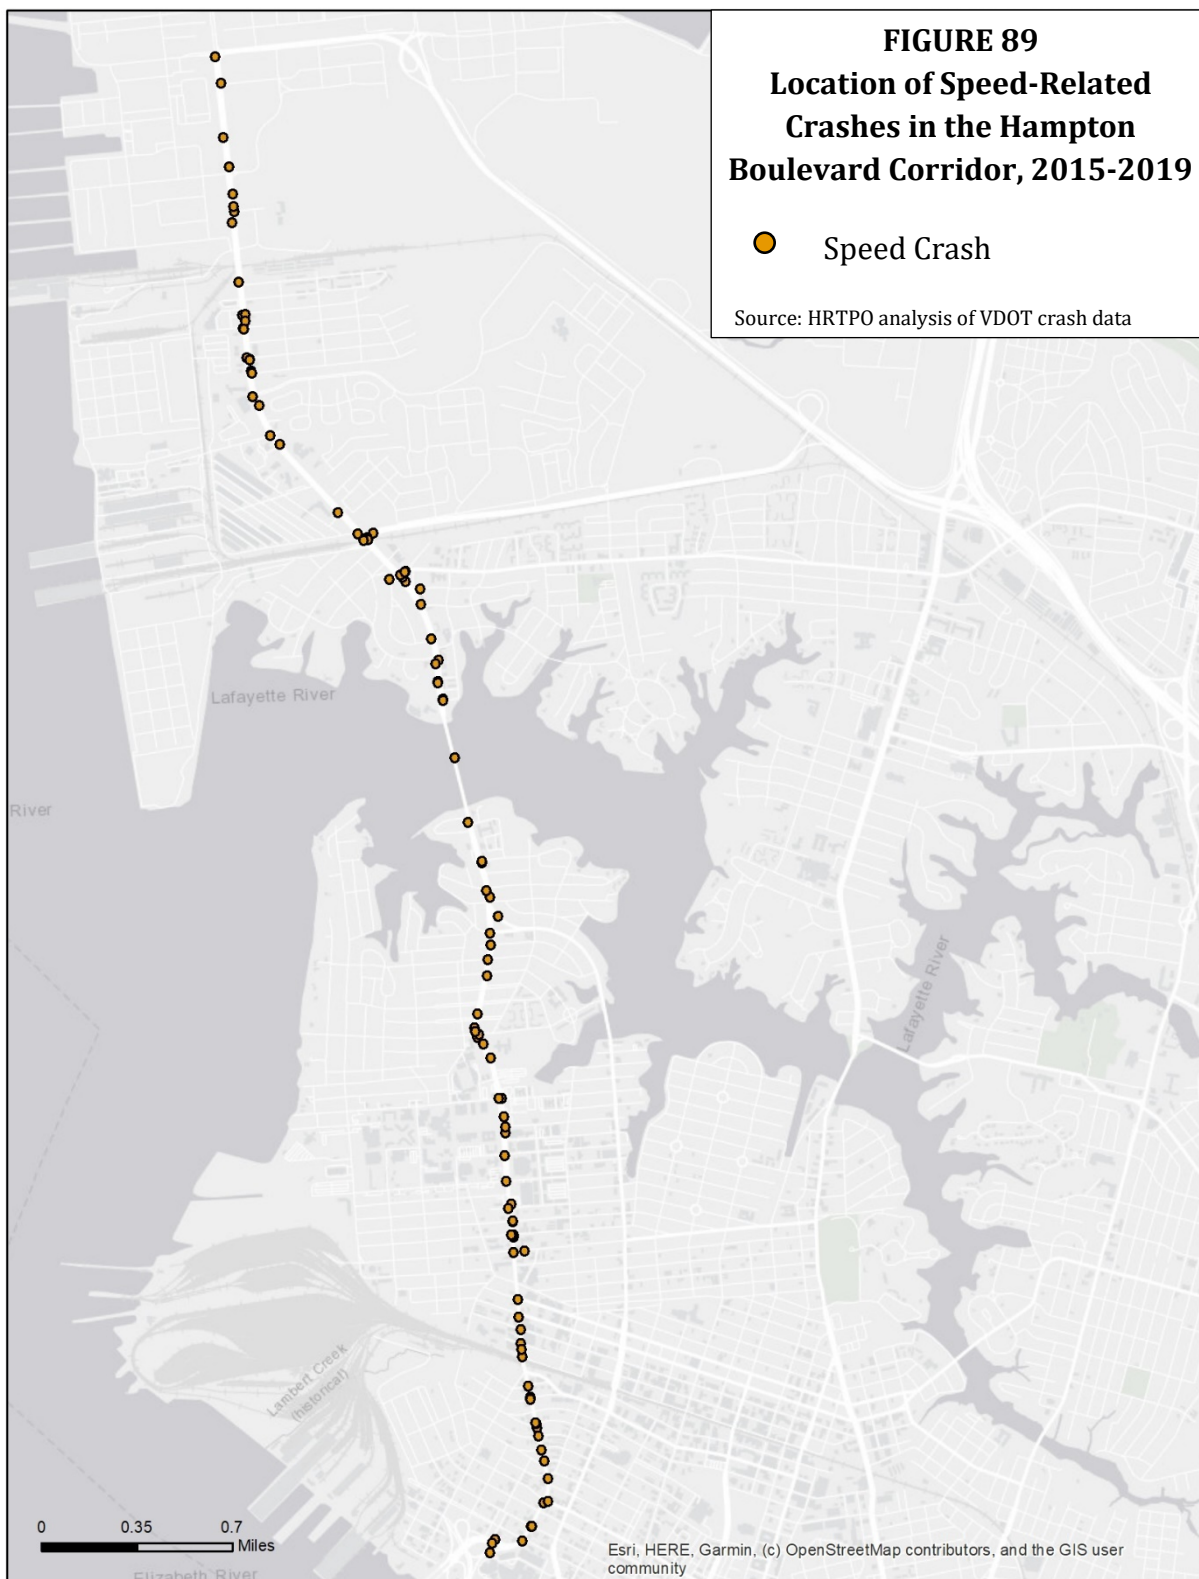 FIGURE 89
Location of Speed-Related
Crashes in the Hampton
Boulevard Corridor, 2015-2019
Speed Crash
Source: HRTPO analysis of VDOT crash data
Lafayette River
River
Lafayette River
Lambert Creek
(historical)
0 0.35 0.7
Miles
Elizabeth River
Esri, HERE, Garmin, (c) OpenStreetMap contributors, and the GIS user
community